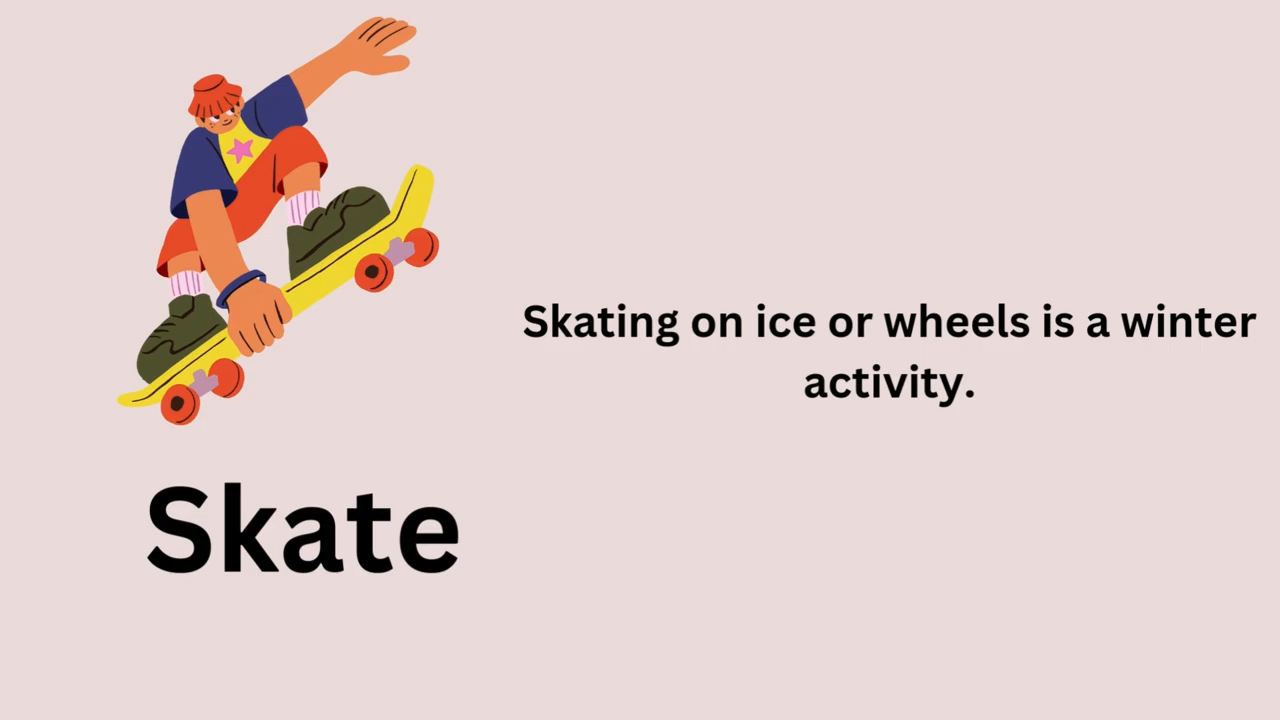 Skating on ice or wheels is a winter
activity.
Skate